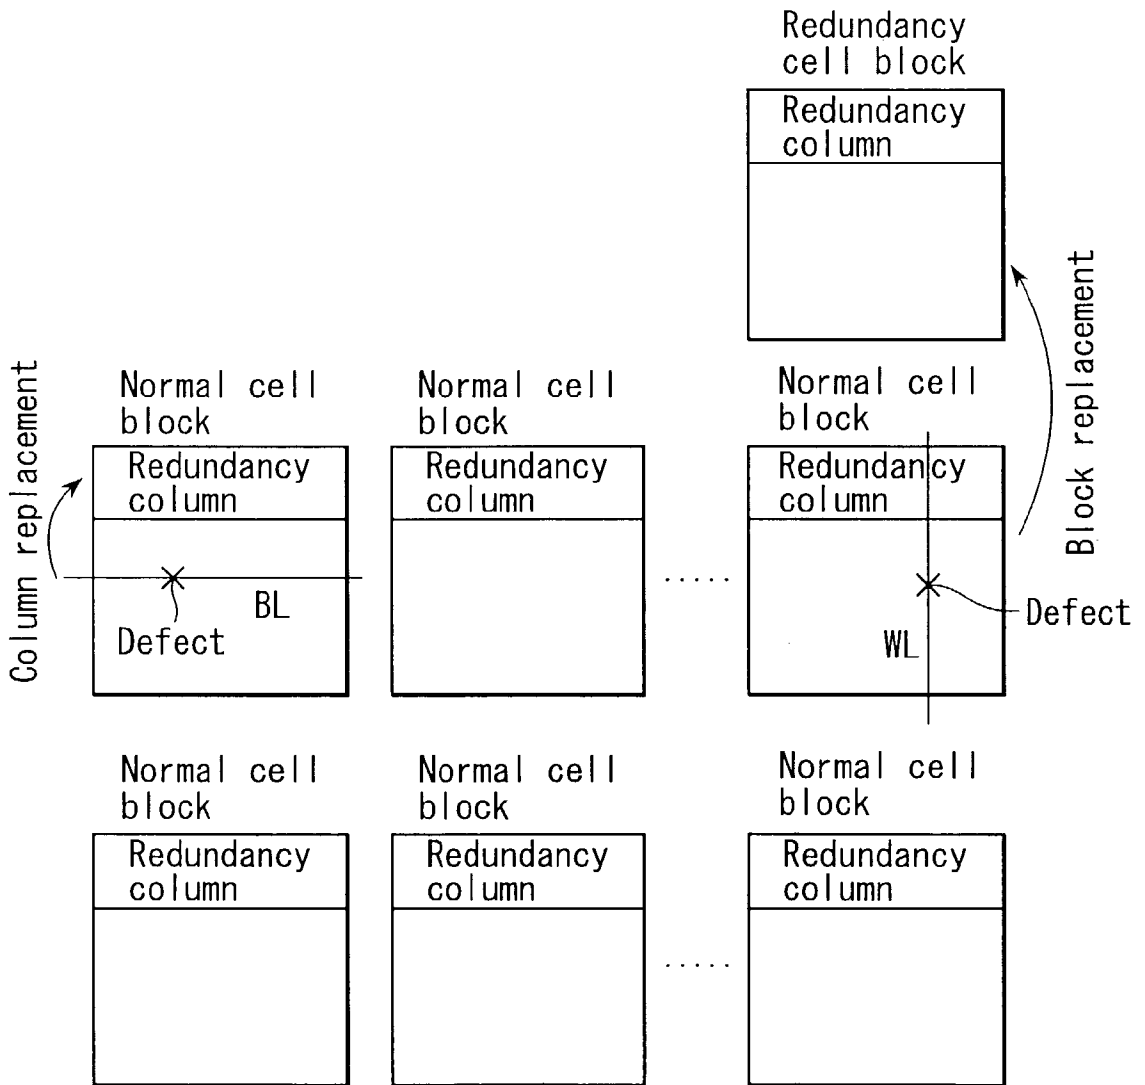 Redundancy
cell block
Redundancy
column
Block replacement
Column replacement
Normal cell
block
Redundancy
column
BL
Defect
Normal cell
block
Redundancy
column
.....
Normal cell
block
Redundancy
column
WL
Defect
Normal cell
block
Redundancy
column
Normal cell
block
Redundancy
column
.....
Normal cell
block
Redundancy
column